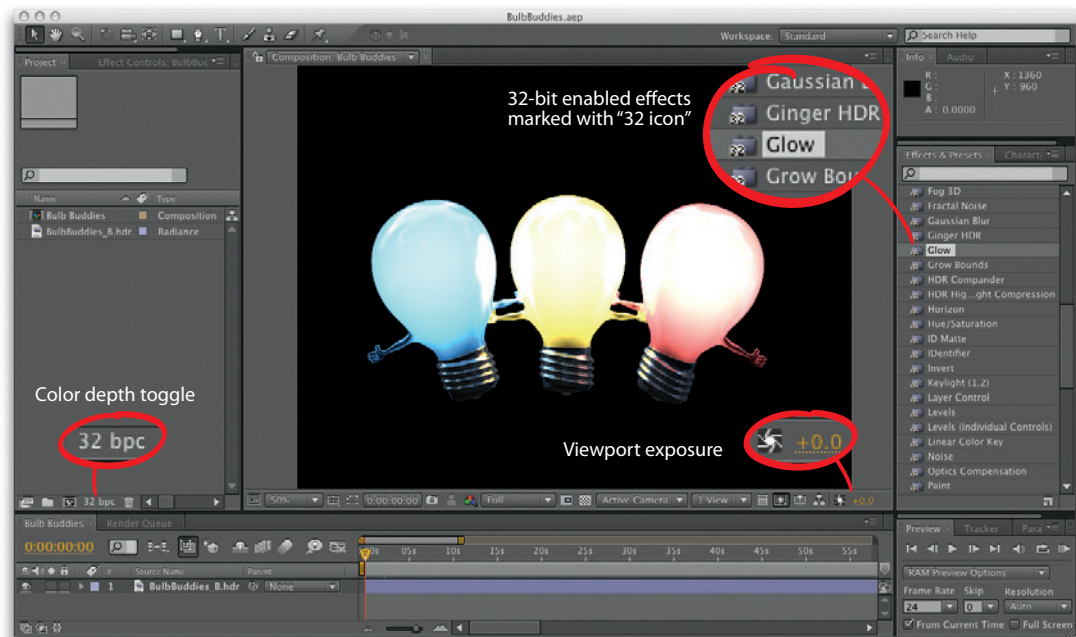 BulbBuddies.aep
Workspace: Standard
Search Help
Project
Effect Controls: BulbBud
Composition: Bulb Buddies
Info
Audio
R:
G:
B:
A: 0.0000
X: 1360
Y: 960
32-bit enabled effects
marked with “32 icon”
Gaussian B
Ginger HDR
Glow
Grow Bou
32
32
32
32
Effects & Presets
Charact
Name
Type
Bulb Buddies
Composition
BulbBuddies_B.hdr
Radiance
Fog 3D
Fractal Noise
Gaussian Blur
Ginger HDR
Glow
Grow Bounds
HDR Compander
HDR Hig...ght Compression
Horizon
Hue/Saturation
ID Matte
IDentifier
Invert
Keylight (1.2)
Layer Control
Levels
Levels (Individual Controls)
Linear Color Key
Noise
Optics Compensation
Paint
Color depth toggle
32 bpc
Viewport exposure
+0.0
32 bpc
50%
0:00:00:00
Full
Active Camera
1 View
+0.0
Bulb Buddies
Render Queue
0:00:00:00
00s
05s
10s
15s
20s
25s
30s
35s
40s
45s
50s
55s
#
Source Name
Parent
1
BulbBuddies_B.hdr
None
Preview
Tracker
Para
RAM Preview Options
Frame Rate
Skip
Resolution
24
0
Auto
From Current Time
Full Screen